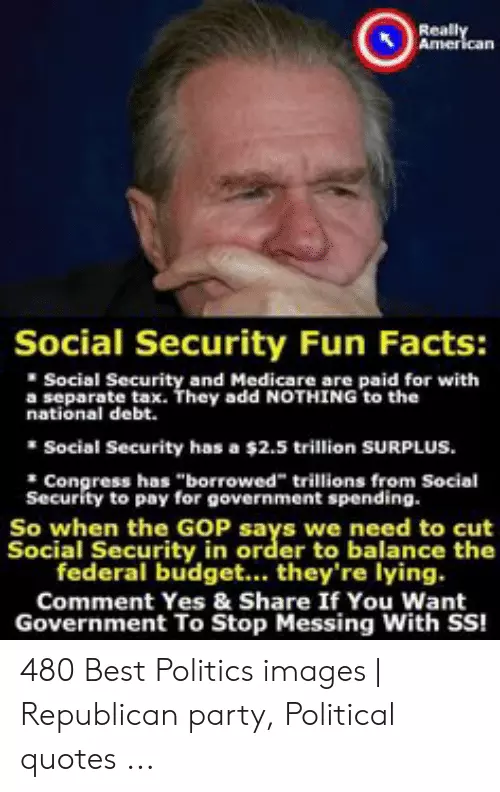 Really
American
Social Security Fun Facts:
* Social Security and Medicare are paid for with
a separate tax. They add NOTHING to the
national debt.
* Social Security has a $2.5 trillion SURPLUS.
* Congress has "borrowed" trillions from Social
Security to pay for government spending.
So when the GOP says we need to cut
Social Security in order to balance the
federal budget... they're lying.
Comment Yes & Share If You Want
Government To Stop Messing With SS!
480 Best Politics images |
Republican party, Political
quotes ...